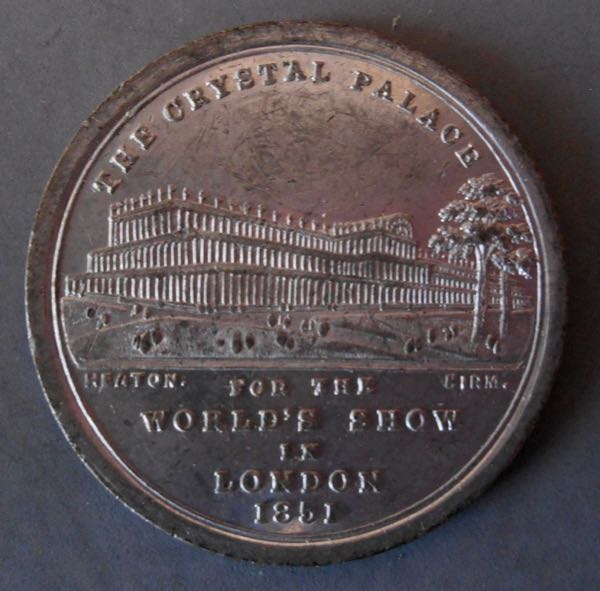 THE CRYSTAL PALACE
HEATON. BIRM.
FOR THE
WORLD'S SHOW
IN
LONDON
1851